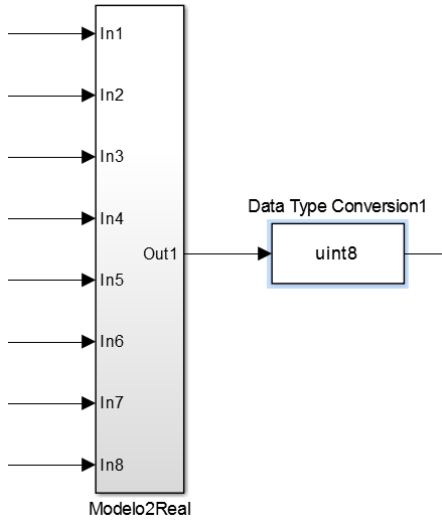 In1
In2
In3
In4
Data Type Conversion1
Out1
uint8
In5
In6
In7
In8
Modelo2Real